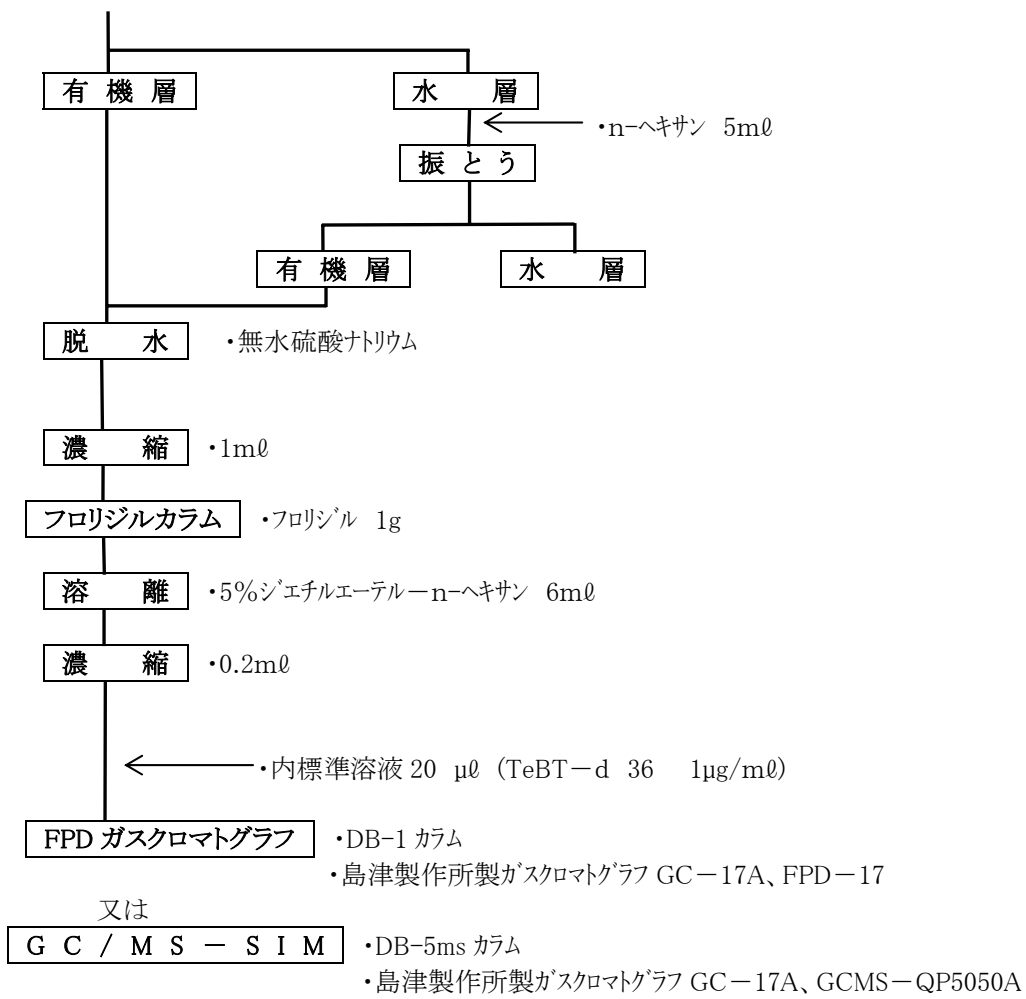 有機層 水層
・n-ヘキサン 5mℓ
振とう
有機層 水層
脱水 ・無水硫酸ナトリウム
濃縮 ・1mℓ
フロリジルカラム ・フロリジル 1g
溶離 ・5%ジエチルエーテル-n-ヘキサン 6mℓ
濃縮 ・0.2mℓ
・内標準溶液 20 μℓ (TeBT-d 36 1μg/mℓ)
FPD ガスクロマトグラフ ・DB-1 カラム
・島津製作所製ガスクロマトグラフ GC-17A、FPD-17
又は
GC/MS-SIM ・DB-5ms カラム
・島津製作所製ガスクロマトグラフ GC-17A、GCMS-QP5050A